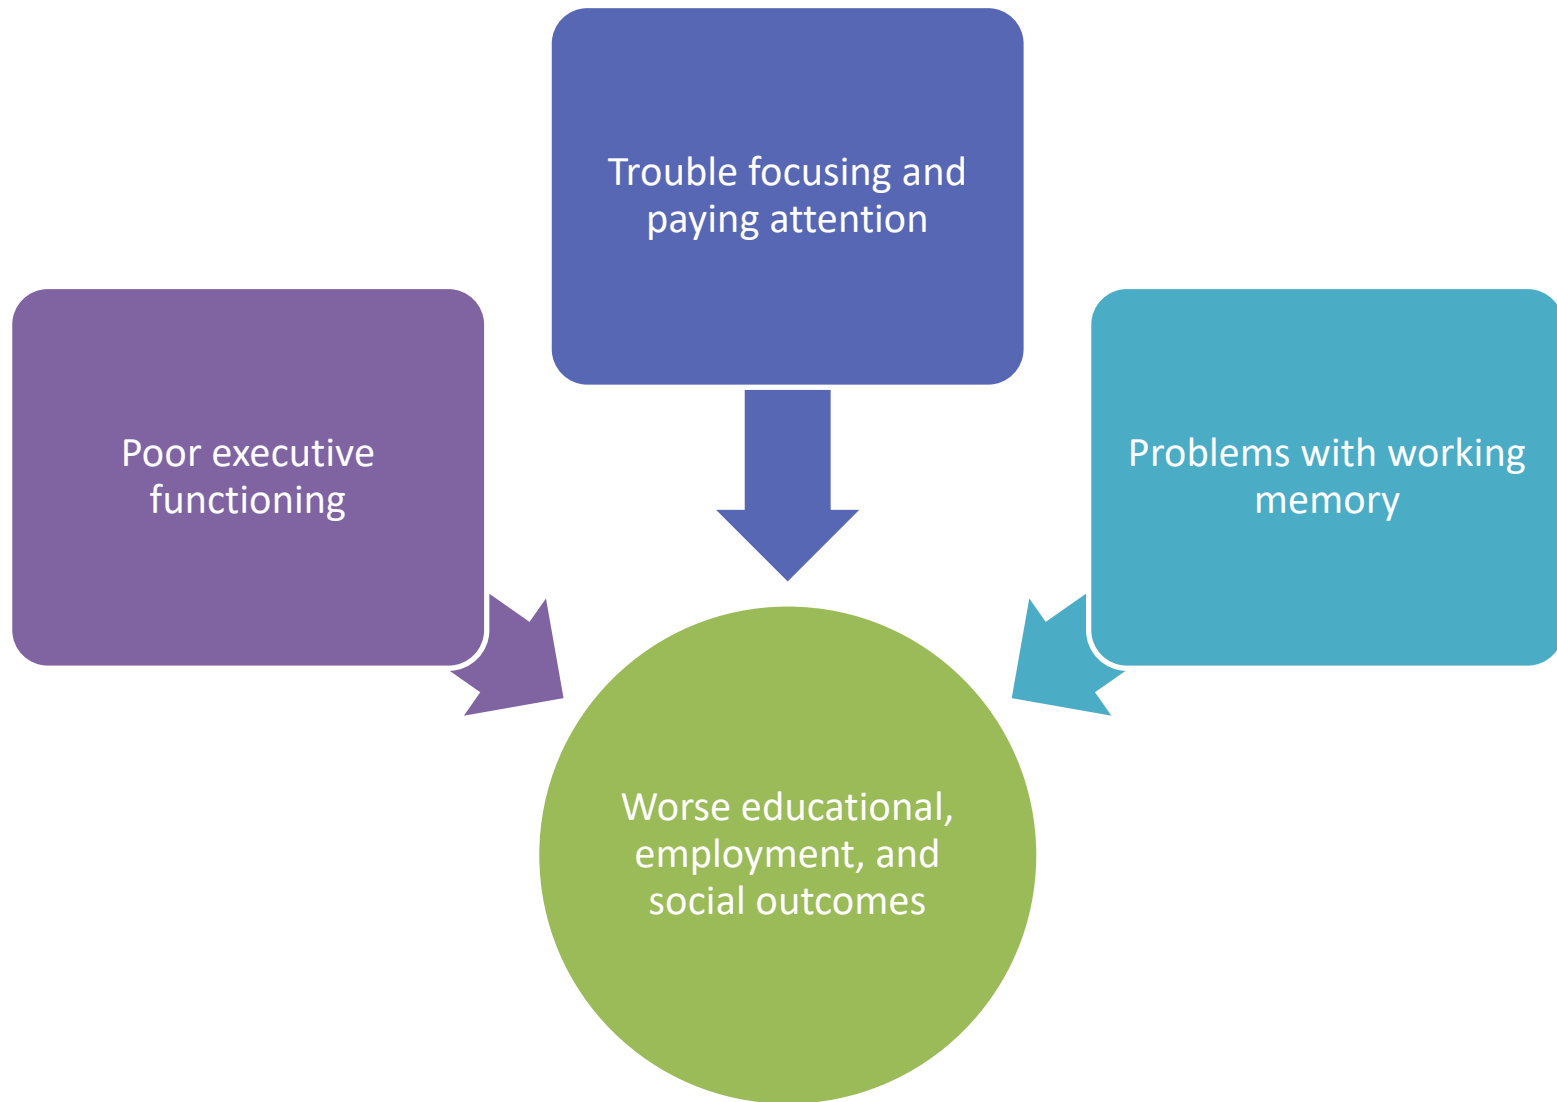 Trouble focusing and
paying attention
Poor executive
functioning
Problems with working
memory
Worse educational,
employment, and
social outcomes